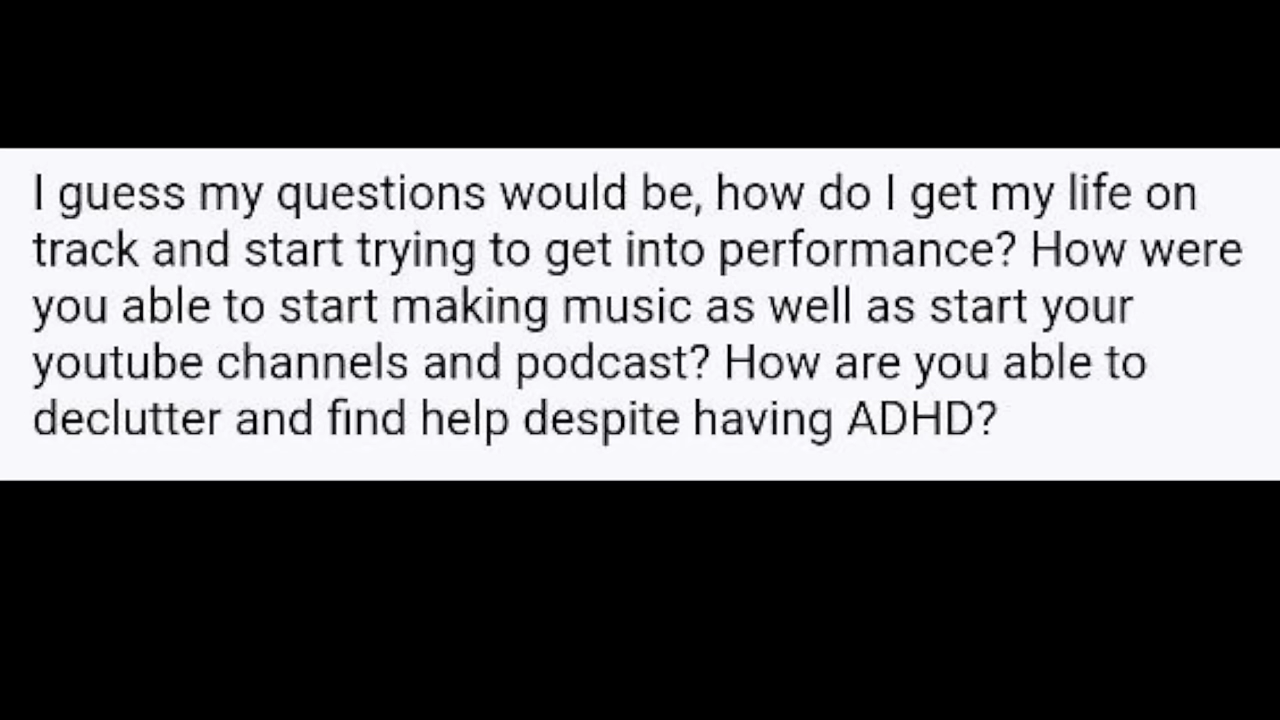 I guess my questions would be, how do I get my life on
track and start trying to get into performance? How were
you able to start making music as well as start your
youtube channels and podcast? How are you able to
declutter and find help despite having ADHD?